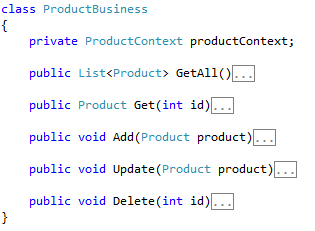 class ProductBusiness
{
private ProductContext productContext;
public List<Product> GetAll()...
public Product Get(int id)...
public void Add(Product product)...
public void Update(Product product)...
public void Delete(int id)...
}